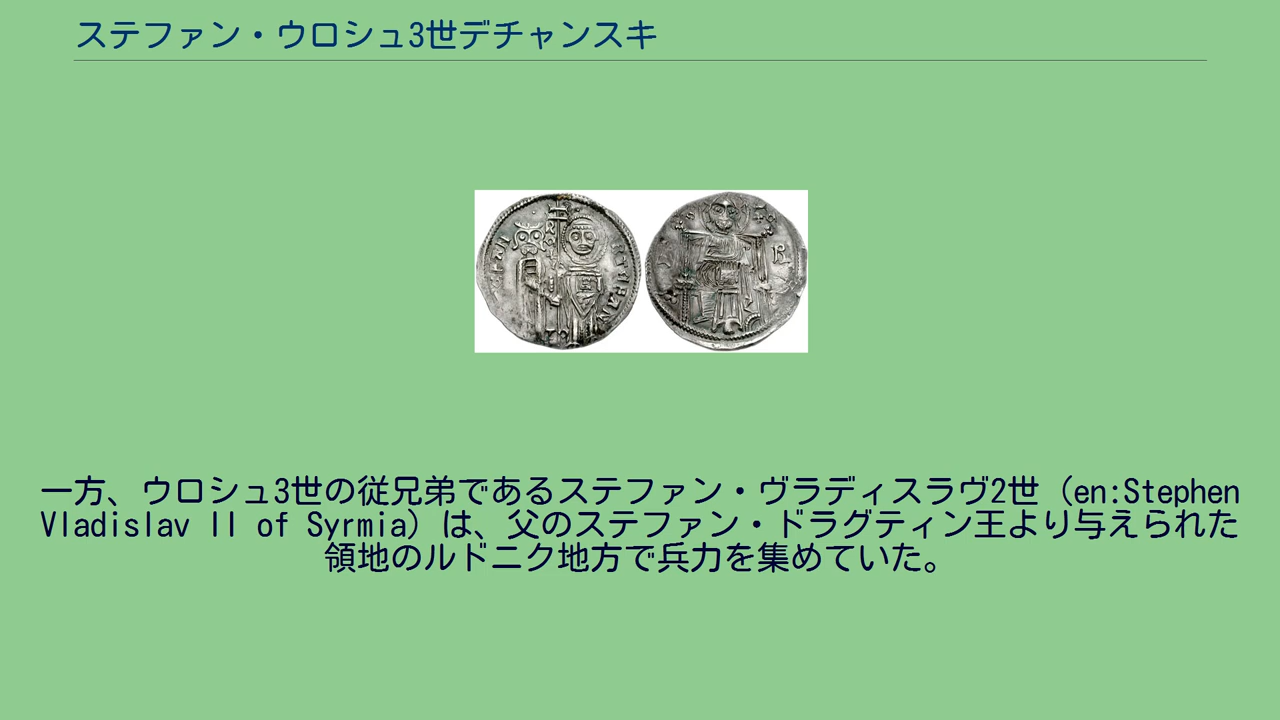 ステファン・ウロシュ3世デチャンスキ
一方、ウロシュ3世の従兄弟であるステファン・ヴラディスラヴ2世（en:Stephen
Vladislav II of Syrmia）は、父のステファン・ドラグティン王より与えられた
領地のルドニク地方で兵力を集めていた。